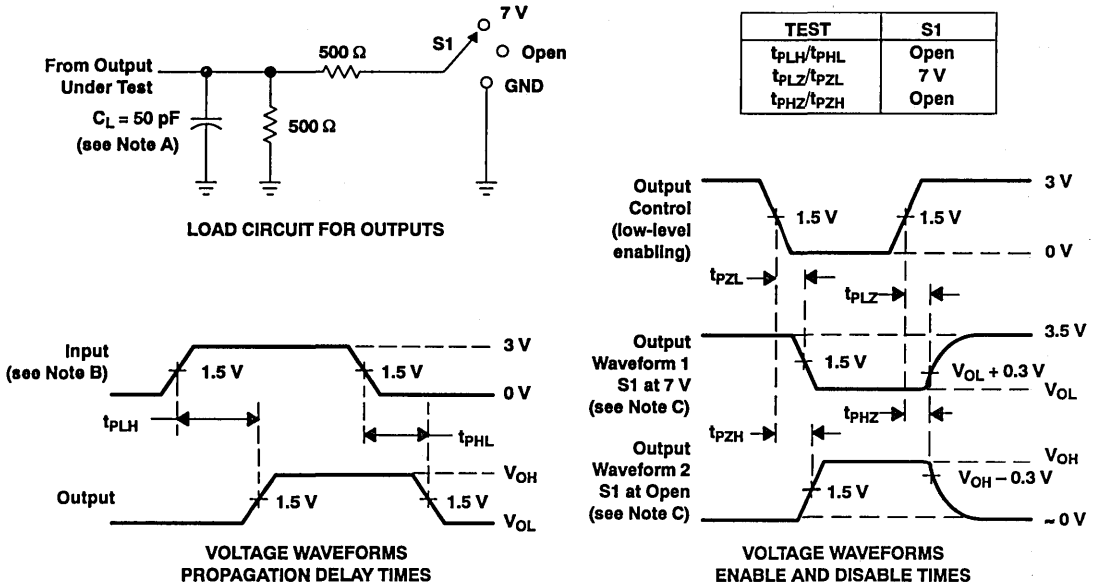 7 V
S1
Open
GND
500 Ω
From Output
Under Test
C_L = 50 pF
(see Note A)
500 Ω
LOAD CIRCUIT FOR OUTPUTS
TEST S1
t_PLH/t_PHL Open
t_PLZ/t_PZL 7 V
t_PHZ/t_PZH Open
Input
(see Note B)
1.5 V
1.5 V
3 V
0 V
t_PLH
t_PHL
Output
1.5 V
1.5 V
V_OH
V_OL
VOLTAGE WAVEFORMS
PROPAGATION DELAY TIMES
Output
Control
(low-level
enabling)
1.5 V
1.5 V
3 V
0 V
t_PZL
t_PLZ
Output
Waveform 1
S1 at 7 V
(see Note C)
1.5 V
3.5 V
V_OL + 0.3 V
V_OL
t_PHZ
t_PZH
Output
Waveform 2
S1 at Open
(see Note C)
1.5 V
V_OH
V_OH – 0.3 V
~ 0 V
VOLTAGE WAVEFORMS
ENABLE AND DISABLE TIMES